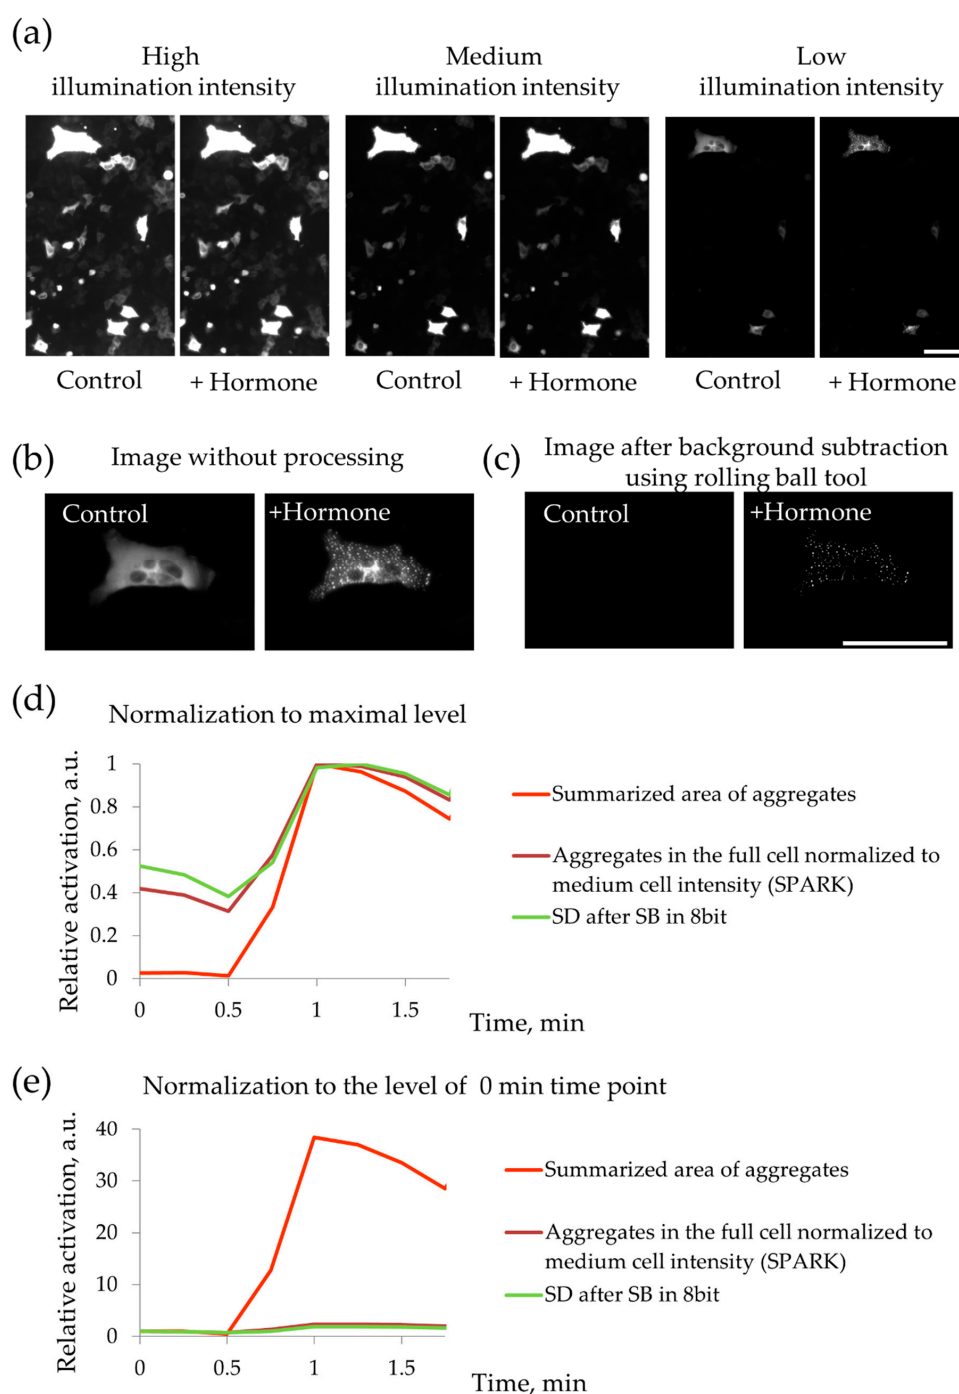 (a)
High
illumination intensity
Medium
illumination intensity
Low
illumination intensity
Control
+ Hormone
Control
+ Hormone
Control
+ Hormone
(b)
Image without processing
Control
+Hormone
(c)
Image after background subtraction
using rolling ball tool
Control
+Hormone
(d)
Normalization to maximal level
Relative activation, a.u.
1
0.8
0.6
0.4
0.2
0
0
0.5
1
1.5
Time, min
Summarized area of aggregates
Aggregates in the full cell normalized to
medium cell intensity (SPARK)
SD after SB in 8bit
(e)
Normalization to the level of 0 min time point
Relative activation, a.u.
40
30
20
10
0
0
0.5
1
1.5
Time, min
Summarized area of aggregates
Aggregates in the full cell normalized to
medium cell intensity (SPARK)
SD after SB in 8bit